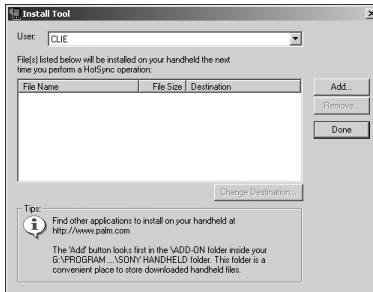 Install Tool
User: CLIE
File(s) listed below will be installed on your handheld the next
time you perform a HotSync operation:
File Name File Size Destination
Add...
Remove...
Done
Change Destination...
Tips:
Find other applications to install on your handheld at
http://www.palm.com
The 'Add' button looks first in the \ADD-ON folder inside your
G:\PROGRAM ...\SONY HANDHELD folder. This folder is a
convenient place to store downloaded handheld files.